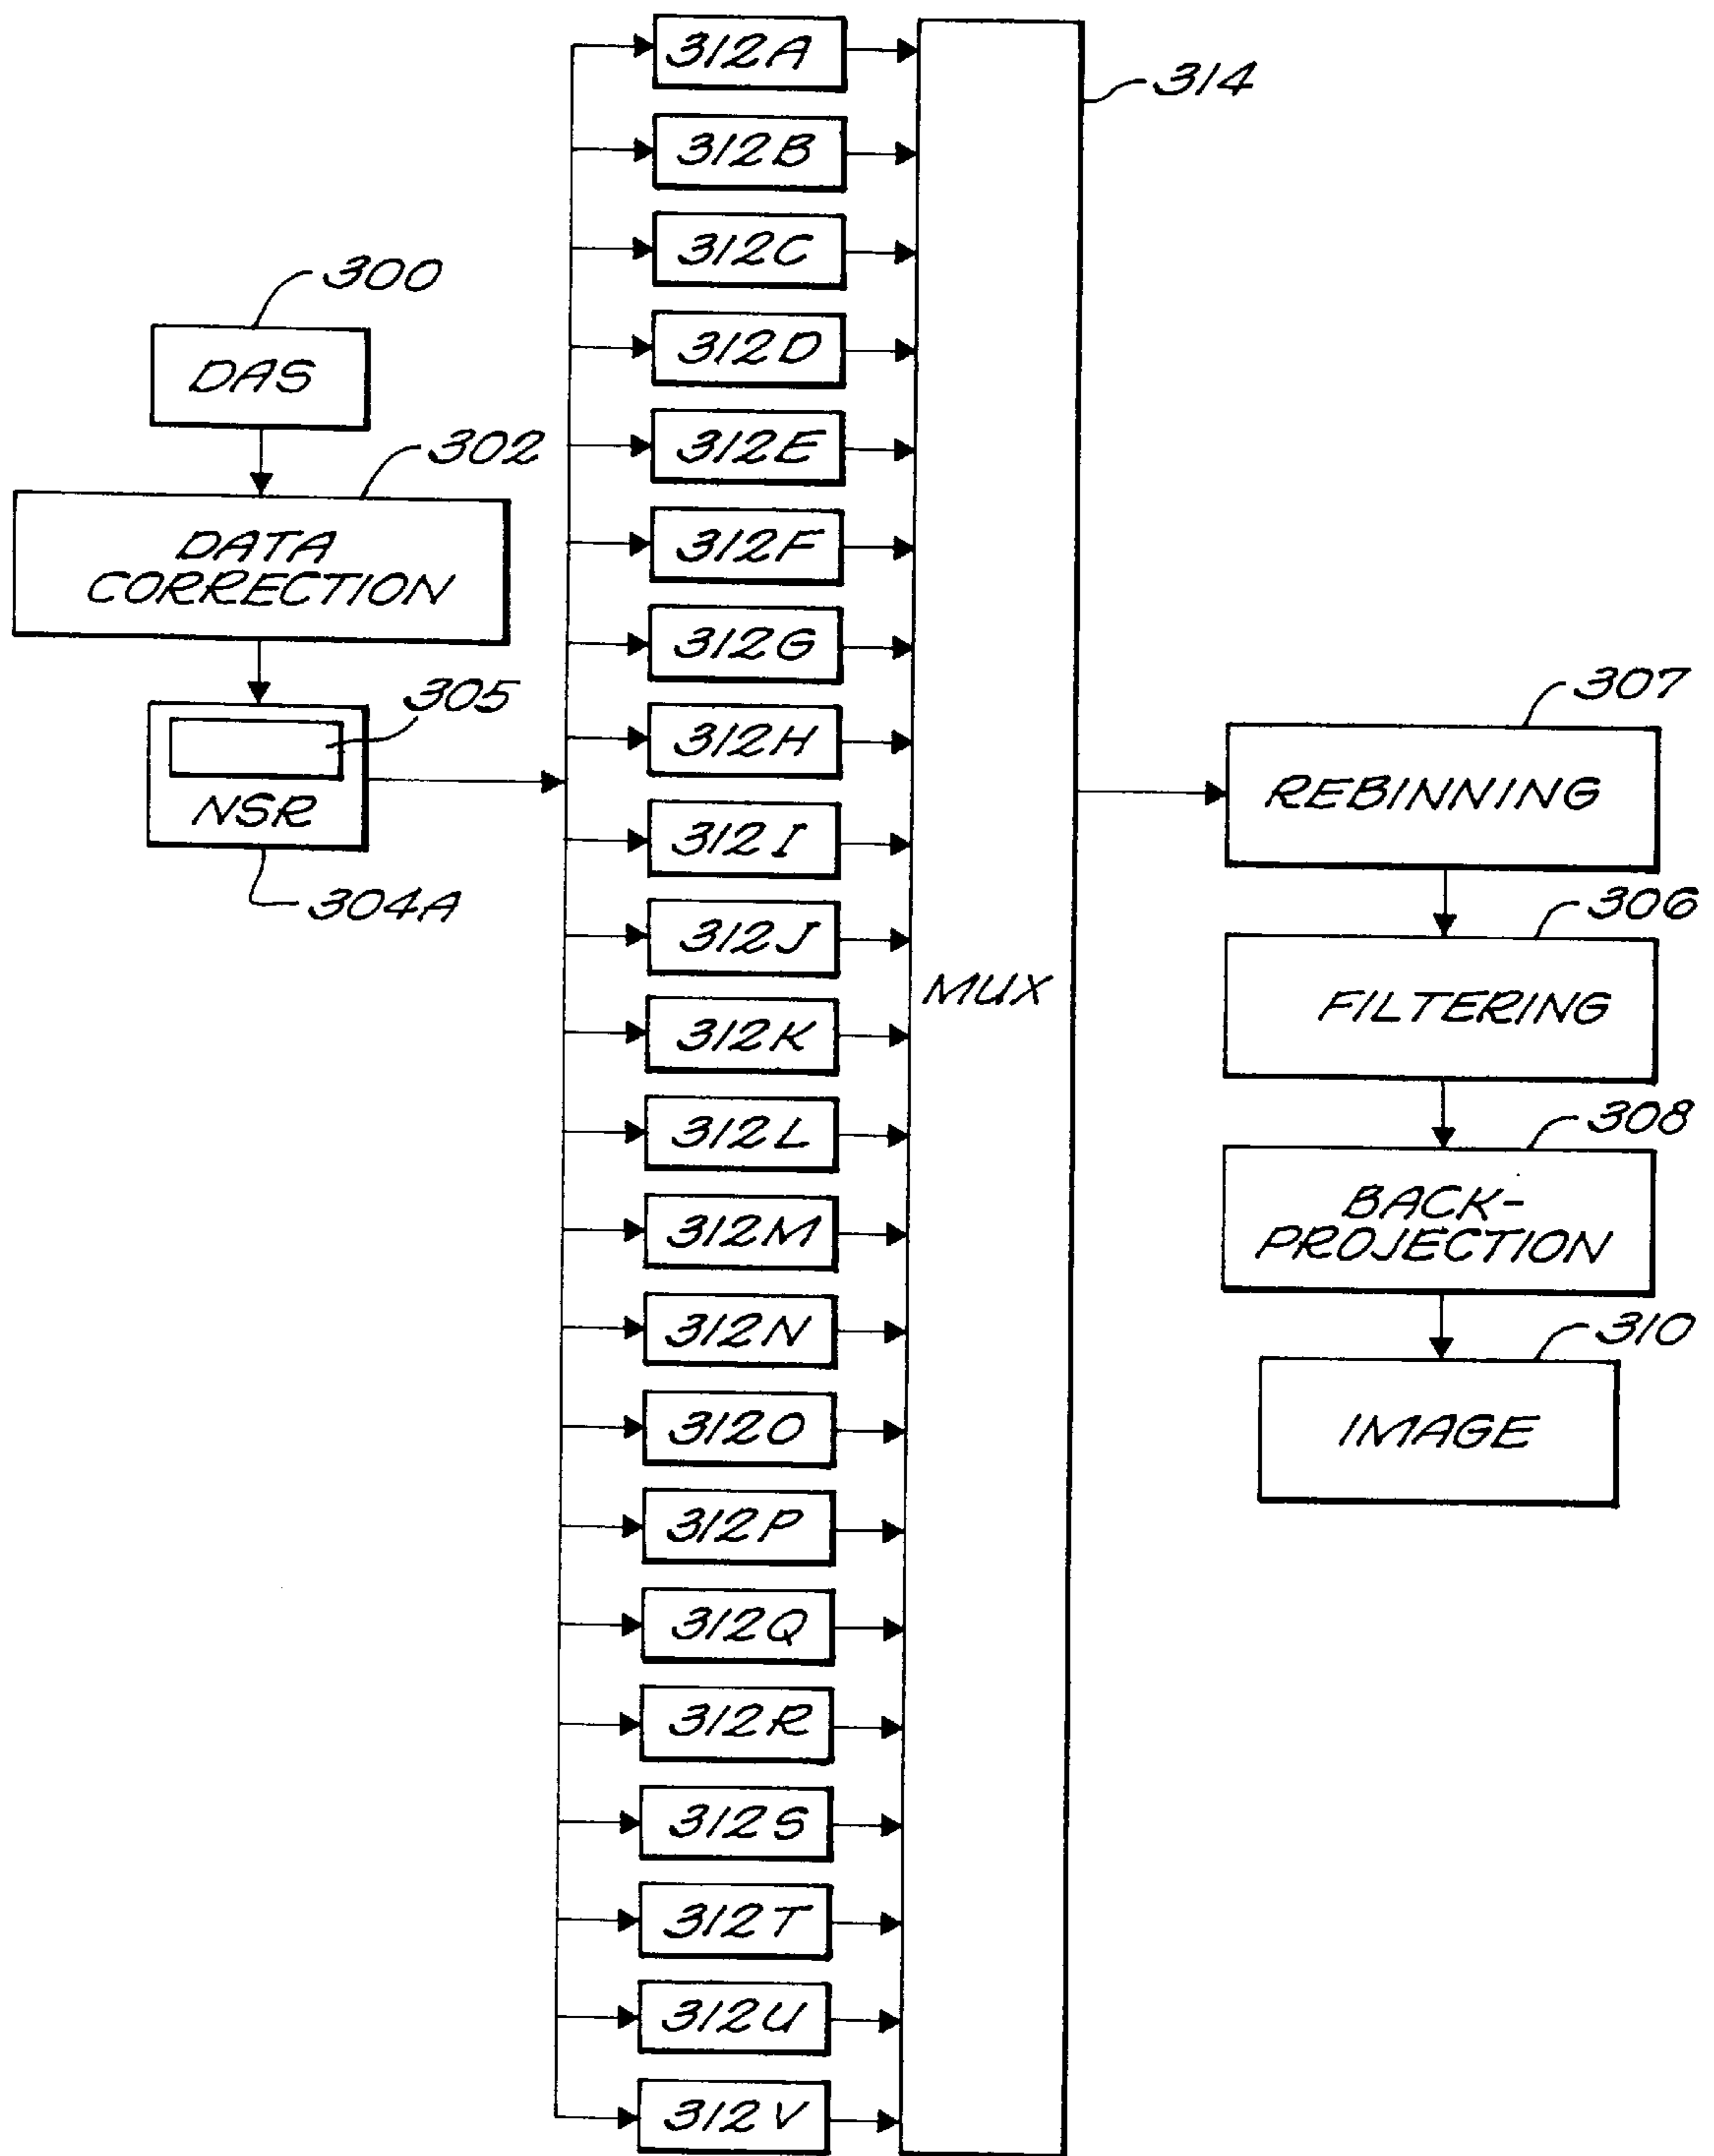 300
DAS
302
DATA
CORRECTION
305
NSR
304A
312A
312B
312C
312D
312E
312F
312G
312H
312I
312J
312K
312L
312M
312N
312O
312P
312Q
312R
312S
312T
312U
312V
314
MUX
307
REBINNING
306
FILTERING
308
BACK-
PROJECTION
310
IMAGE